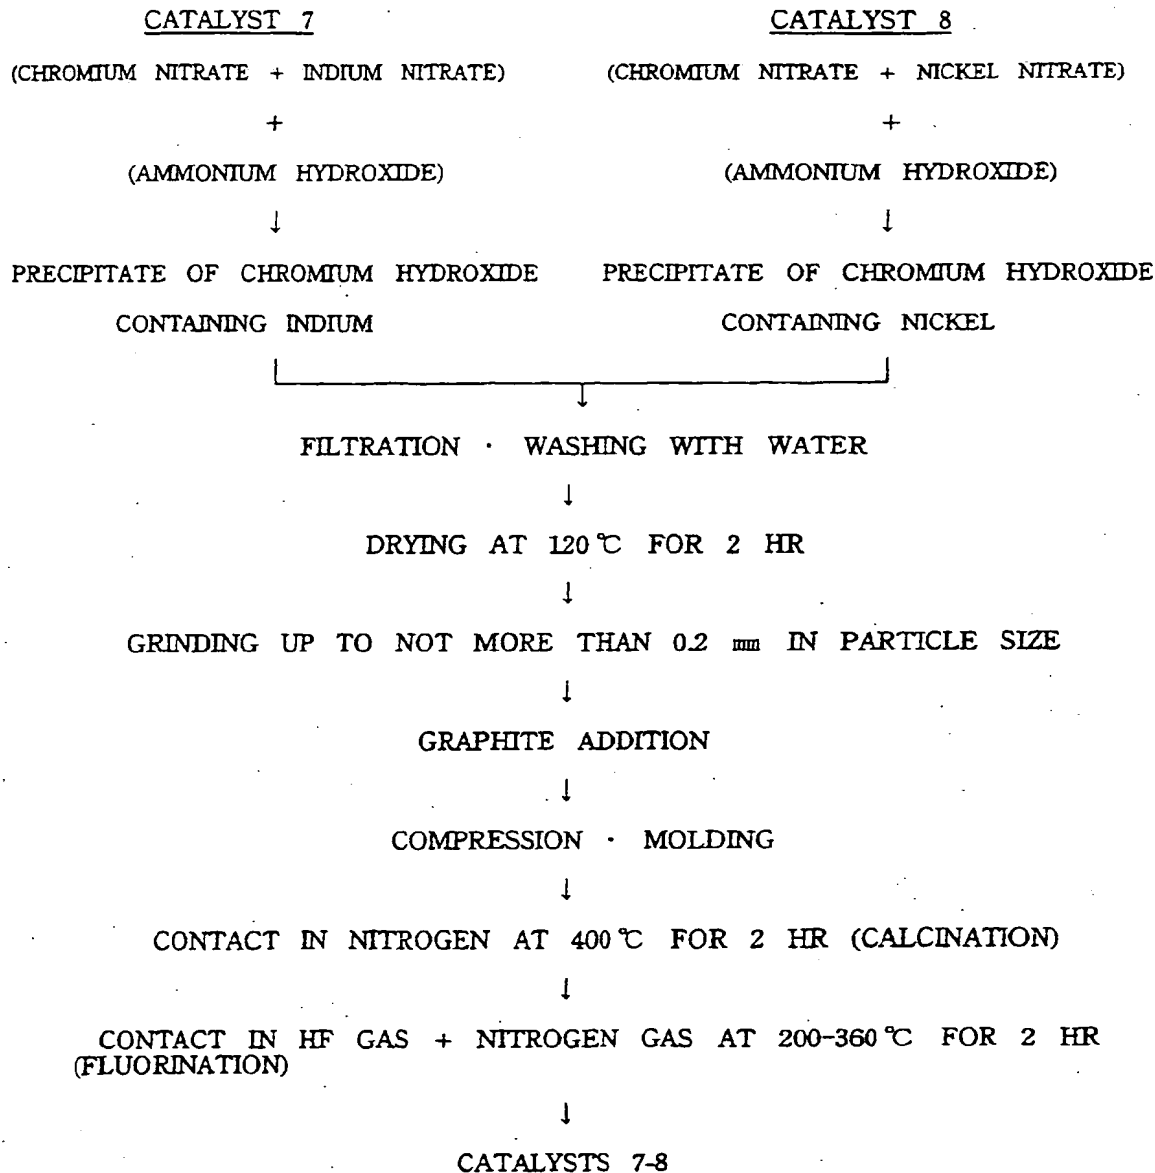 CATALYST 7
CATALYST 8
(CHROMIUM NITRATE + INDIUM NITRATE)
(CHROMIUM NITRATE + NICKEL NITRATE)
+
+
(AMMONIUM HYDROXIDE)
(AMMONIUM HYDROXIDE)
↓
↓
PRECIPITATE OF CHROMIUM HYDROXIDE
CONTAINING INDIUM
PRECIPITATE OF CHROMIUM HYDROXIDE
CONTAINING NICKEL
↓
FILTRATION · WASHING WITH WATER
↓
DRYING AT 120℃ FOR 2 HR
↓
GRINDING UP TO NOT MORE THAN 0.2 ㎜ IN PARTICLE SIZE
↓
GRAPHITE ADDITION
↓
COMPRESSION · MOLDING
↓
CONTACT IN NITROGEN AT 400℃ FOR 2 HR (CALCINATION)
↓
CONTACT IN HF GAS + NITROGEN GAS AT 200-360℃ FOR 2 HR
(FLUORINATION)
↓
CATALYSTS 7-8